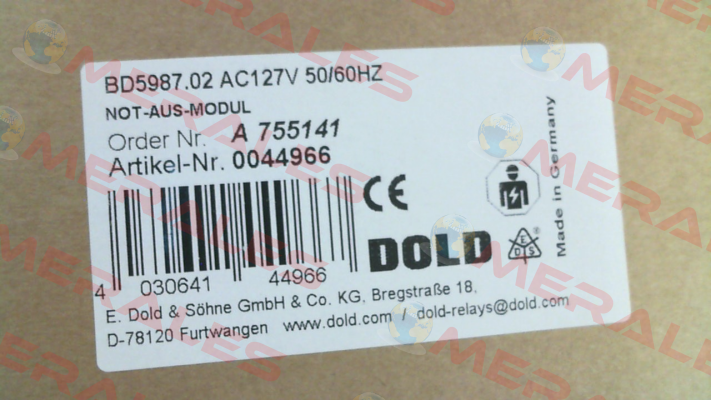 BD5987.02 AC127V 50/60HZ
NOT-AUS-MODUL
Order Nr. A 755141
Artikel-Nr. 0044966
CE
DOLD
Made in Germany
4 030641 44966
E. Dold & Söhne GmbH & Co. KG, Bregstraße 18,
D-78120 Furtwangen www.dold.com / dold-relays@dold.com
MERALES